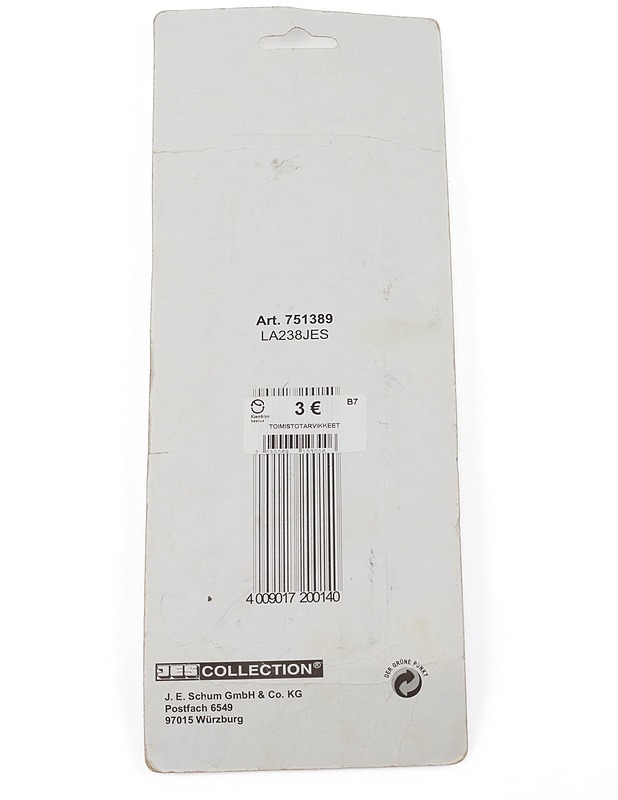 Art. 751389
LA238JES
3 €
B7
TOIMISTOTARVIKKEET
4 009017 200140
JES COLLECTION®
DER GRÜNE PUNKT
J. E. Schum GmbH & Co. KG
Postfach 6549
97015 Würzburg